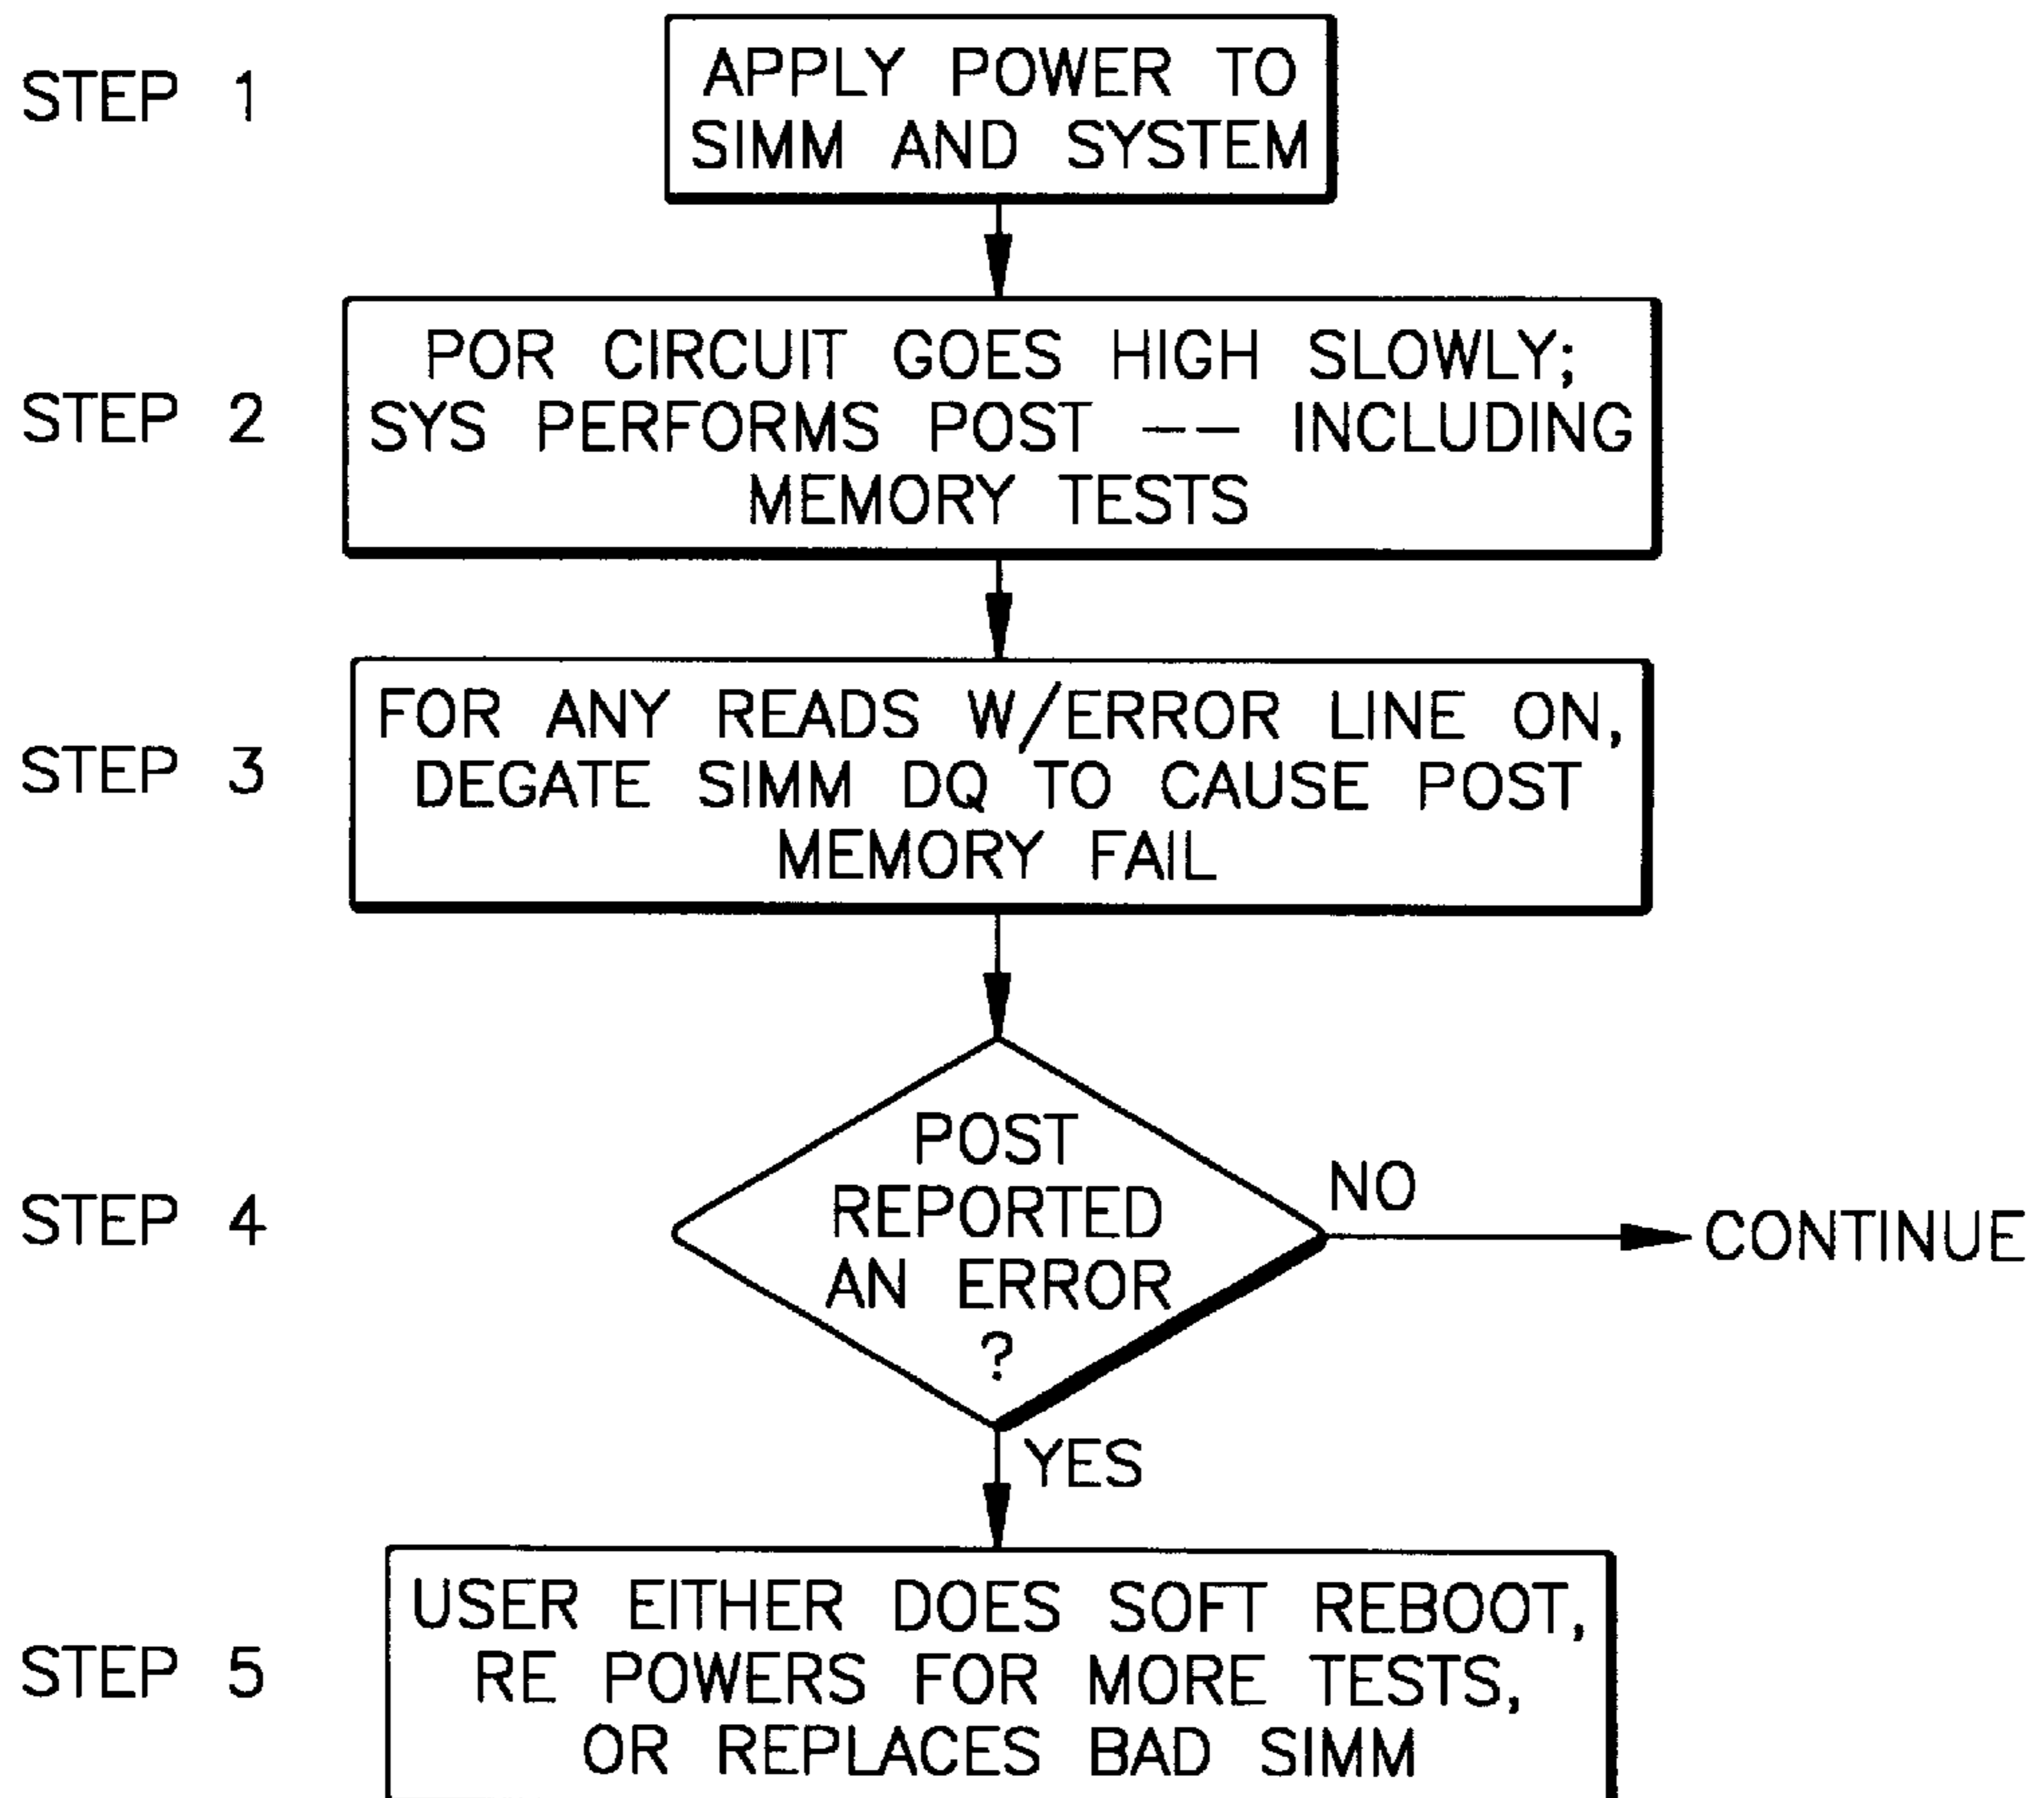 STEP 1
APPLY POWER TO
SIMM AND SYSTEM
STEP 2
POR CIRCUIT GOES HIGH SLOWLY;
SYS PERFORMS POST -- INCLUDING
MEMORY TESTS
STEP 3
FOR ANY READS W/ERROR LINE ON,
DEGATE SIMM DQ TO CAUSE POST
MEMORY FAIL
STEP 4
POST
REPORTED
AN ERROR
?
NO
CONTINUE
YES
STEP 5
USER EITHER DOES SOFT REBOOT,
RE POWERS FOR MORE TESTS,
OR REPLACES BAD SIMM